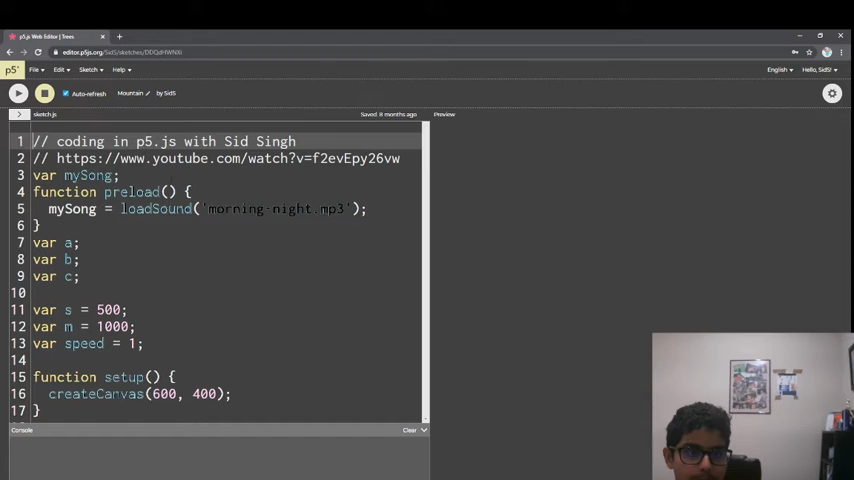 p5.js Web Editor | Trees
editor.p5js.org/SidS/sketches/DDQdHWNXi
p5* File Edit Sketch Help English Hello, SidS!
Auto-refresh Mountain by SidS
sketch.js Saved: 8 months ago Preview
1 // coding in p5.js with Sid Singh
2 // https://www.youtube.com/watch?v=f2evEpy26vw
3 var mySong;
4 function preload() {
5 mySong = loadSound('morning-night.mp3');
6 }
7 var a;
8 var b;
9 var c;
10
11 var s = 500;
12 var m = 1000;
13 var speed = 1;
14
15 function setup() {
16 createCanvas(600, 400);
17 }
Console Clear